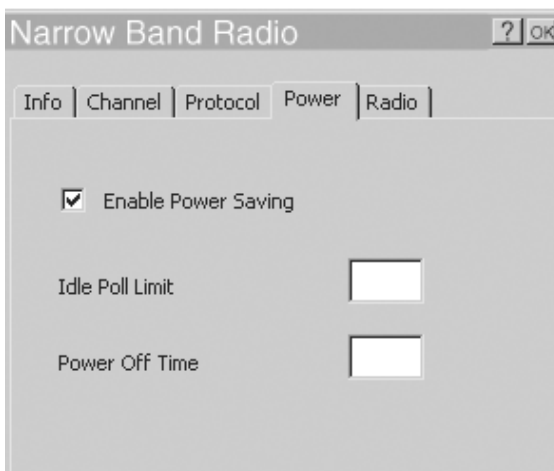 Narrow Band Radio ? OK
Info Channel Protocol Power Radio
Enable Power Saving
Idle Poll Limit
Power Off Time